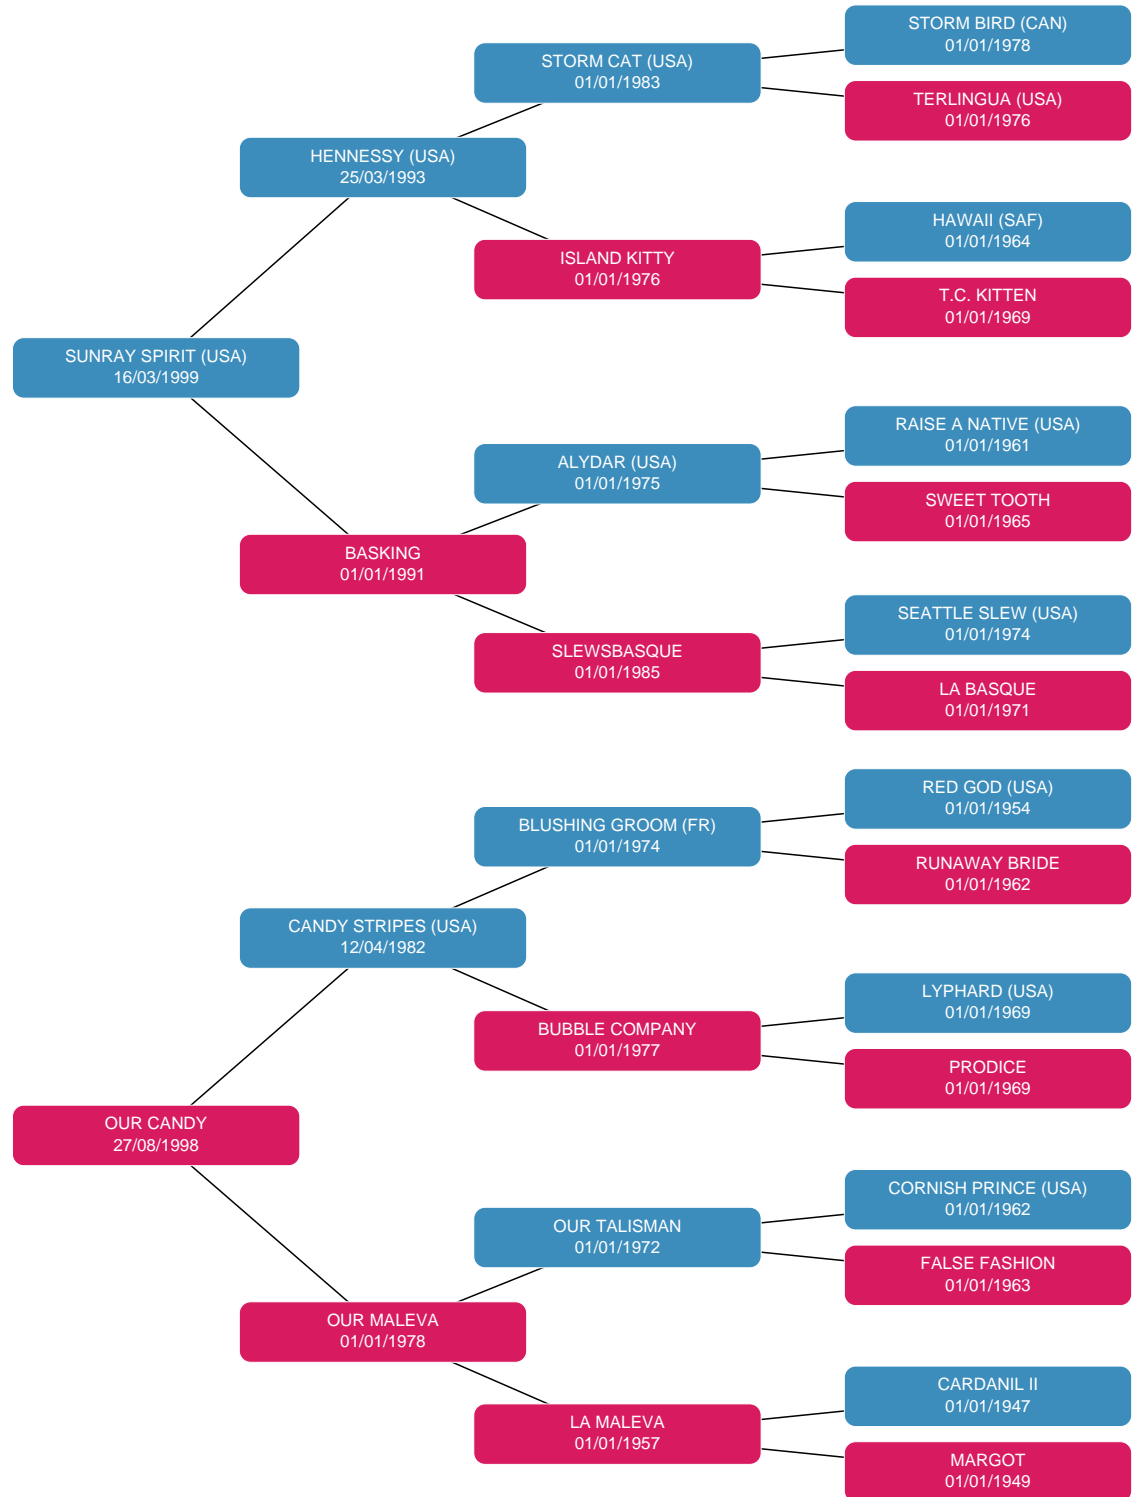 STORM BIRD (CAN)
01/01/1978
STORM CAT (USA)
01/01/1983
TERLINGUA (USA)
01/01/1976
HENNESSY (USA)
25/03/1993
HAWAII (SAF)
01/01/1964
ISLAND KITTY
01/01/1976
T.C. KITTEN
01/01/1969
SUNRAY SPIRIT (USA)
16/03/1999
RAISE A NATIVE (USA)
01/01/1961
ALYDAR (USA)
01/01/1975
SWEET TOOTH
01/01/1965
BASKING
01/01/1991
SEATTLE SLEW (USA)
01/01/1974
SLEWSBASQUE
01/01/1985
LA BASQUE
01/01/1971
RED GOD (USA)
01/01/1954
BLUSHING GROOM (FR)
01/01/1974
RUNAWAY BRIDE
01/01/1962
CANDY STRIPES (USA)
12/04/1982
LYPHARD (USA)
01/01/1969
BUBBLE COMPANY
01/01/1977
PRODICE
01/01/1969
OUR CANDY
27/08/1998
CORNISH PRINCE (USA)
01/01/1962
OUR TALISMAN
01/01/1972
FALSE FASHION
01/01/1963
OUR MALEVA
01/01/1978
CARDANIL II
01/01/1947
LA MALEVA
01/01/1957
MARGOT
01/01/1949